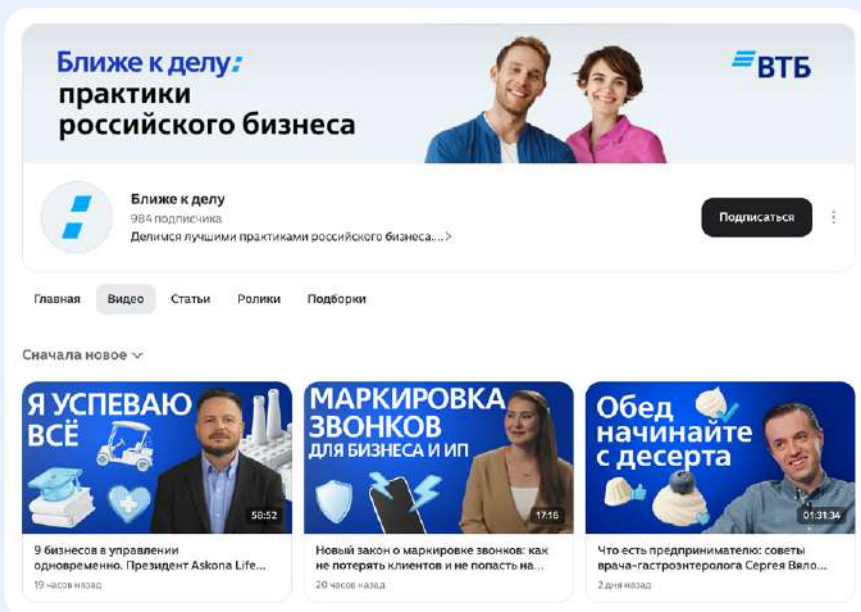 Ближе к делу:
практики
российского бизнеса
ВТБ
Ближе к делу
984 подписчика
Делимся лучшими практиками российского бизнеса....>
Подписаться
Главная Видео Статьи Ролики Подборки
Сначала новое
Я УСПЕВАЮ
ВСЁ
58:52
МАРКИРОВКА
ЗВОНКОВ
ДЛЯ БИЗНЕСА И ИП
17:16
Обед
начинайте
с десерта
01:31:34
9 бизнесов в управлении
одновременно. Президент Askona Life...
19 часов назад
Новый закон о маркировке звонков: как
не потерять клиентов и не попасть на...
20 часов назад
Что есть предпринимателю: советы
врача-гастроэнтеролога Сергея Вяло...
2 дня назад